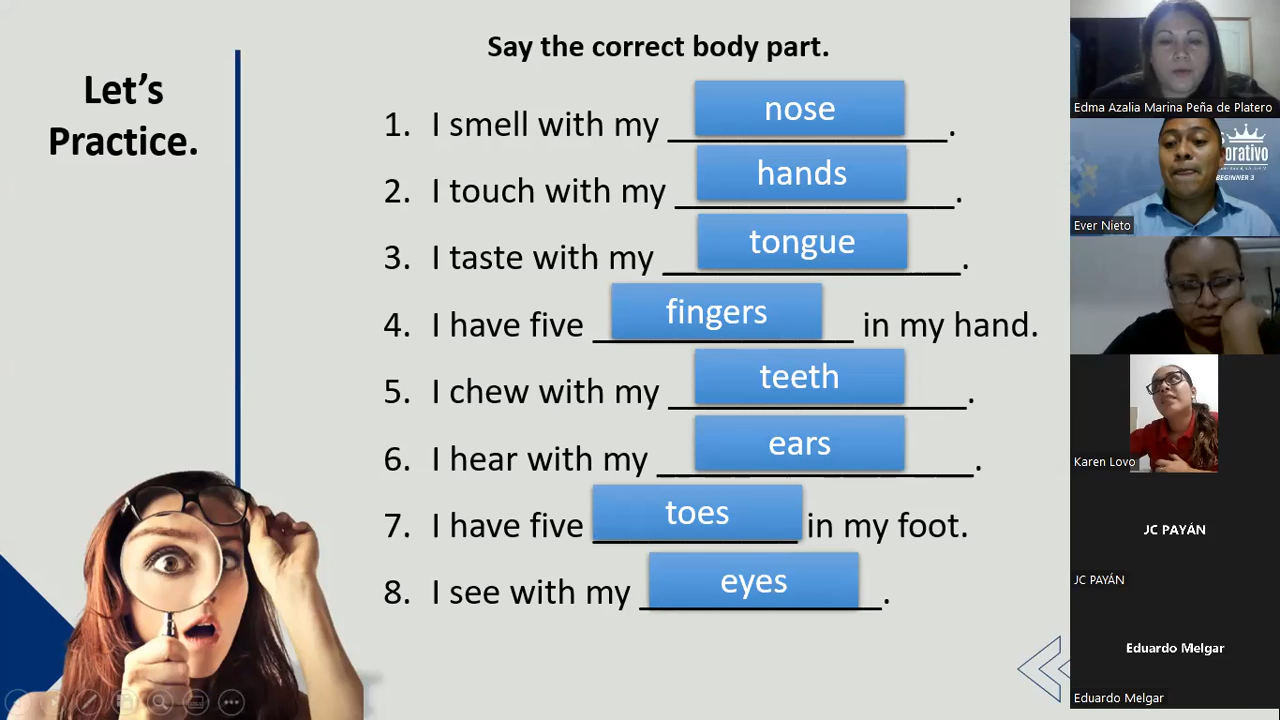 Let's
Practice.
Say the correct body part.
1. I smell with my nose.
2. I touch with my hands.
3. I taste with my tongue.
4. I have five fingers in my hand.
5. I chew with my teeth.
6. I hear with my ears.
7. I have five toes in my foot.
8. I see with my eyes.
Edma Azalia Marina Peña de Platero
orativo
BEGINNER 3
Ever Nieto
Karen Lovo
JC PAYÁN
JC PAYÁN
Eduardo Melgar
Eduardo Melgar